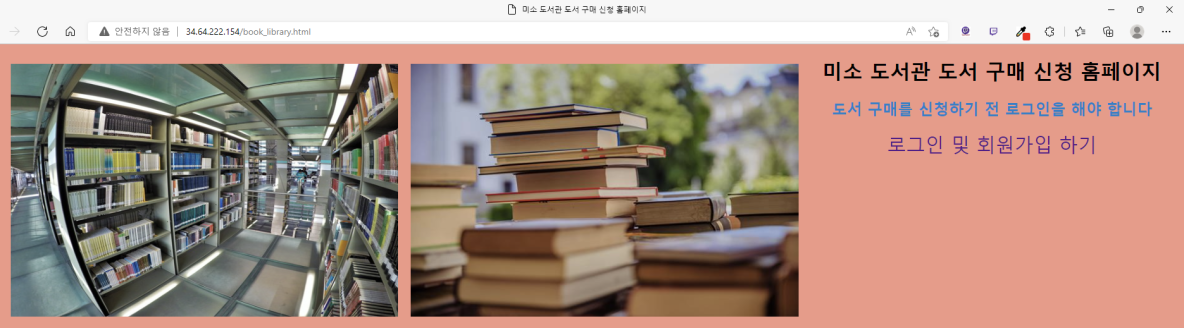 미소 도서관 도서 구매 신청 홈페이지
안전하지 않음 | 34.64.222.154/book_library.html
미소 도서관 도서 구매 신청 홈페이지
도서 구매를 신청하기 전 로그인을 해야 합니다
로그인 및 회원가입 하기